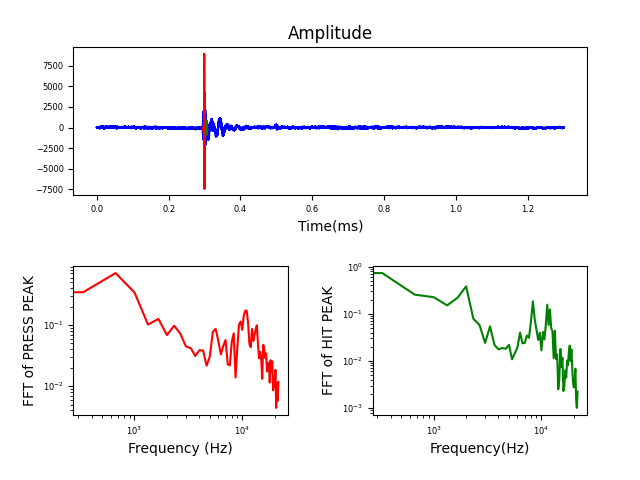 Amplitude
7500
5000
2500
0
−2500
−5000
−7500
0.0 0.2 0.4 0.6 0.8 1.0 1.2
Time(ms)
FFT of PRESS PEAK
10⁻¹
10⁻²
10³ 10⁴
Frequency (Hz)
FFT of HIT PEAK
10⁰
10⁻¹
10⁻²
10⁻³
10³ 10⁴
Frequency(Hz)